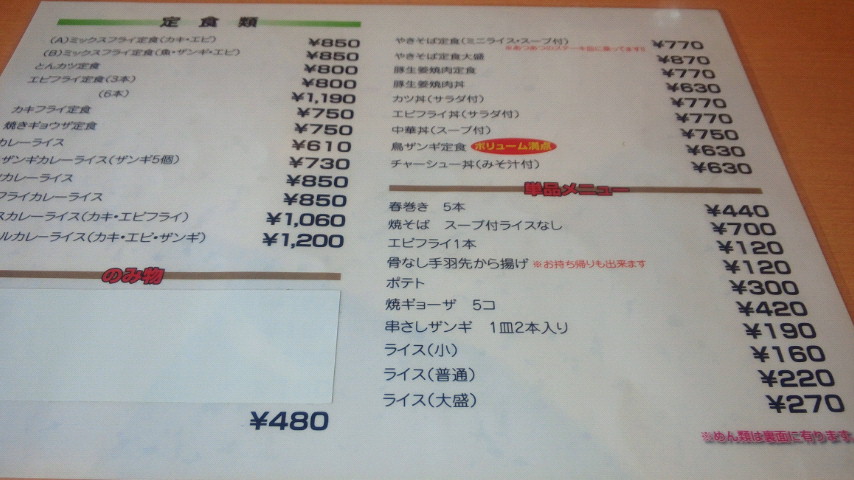 定食類
(A)ミックスフライ定食(カキ・エビ) ¥850
(B)ミックスフライ定食(魚・ザンギ・エビ) ¥850
とんカツ定食 ¥800
エビフライ定食(3本) ¥800
(6本) ¥1,190
カキフライ定食 ¥750
焼きギョウザ定食 ¥750
カレーライス ¥610
ザンギカレーライス(ザンギ5個) ¥730
カレーライス ¥850
フライカレーライス ¥850
スカレーライス(カキ・エビフライ) ¥1,060
ルカレーライス(カキ・エビ・ザンギ) ¥1,200
のみ物
¥480
やきそば定食(ミニライス・スープ付) ¥770
やきそば定食大盛 ¥870
豚生姜焼肉定食 ¥770
豚生姜焼肉丼 ¥630
カツ丼(サラダ付) ¥770
エビフライ丼(サラダ付) ¥770
中華丼(スープ付) ¥750
鳥ザンギ定食 ボリューム満点 ¥630
チャーシュー丼(みそ汁付) ¥630
単品メニュー
春巻き 5本 ¥440
焼そば スープ付ライスなし ¥700
エビフライ1本 ¥120
骨なし手羽先から揚げ ※お持ち帰りも出来ます ¥120
ポテト ¥300
焼ギョーザ 5コ ¥420
串さしザンギ 1皿2本入り ¥190
ライス(小) ¥160
ライス(普通) ¥220
ライス(大盛) ¥270
※めん類は裏面に有ります